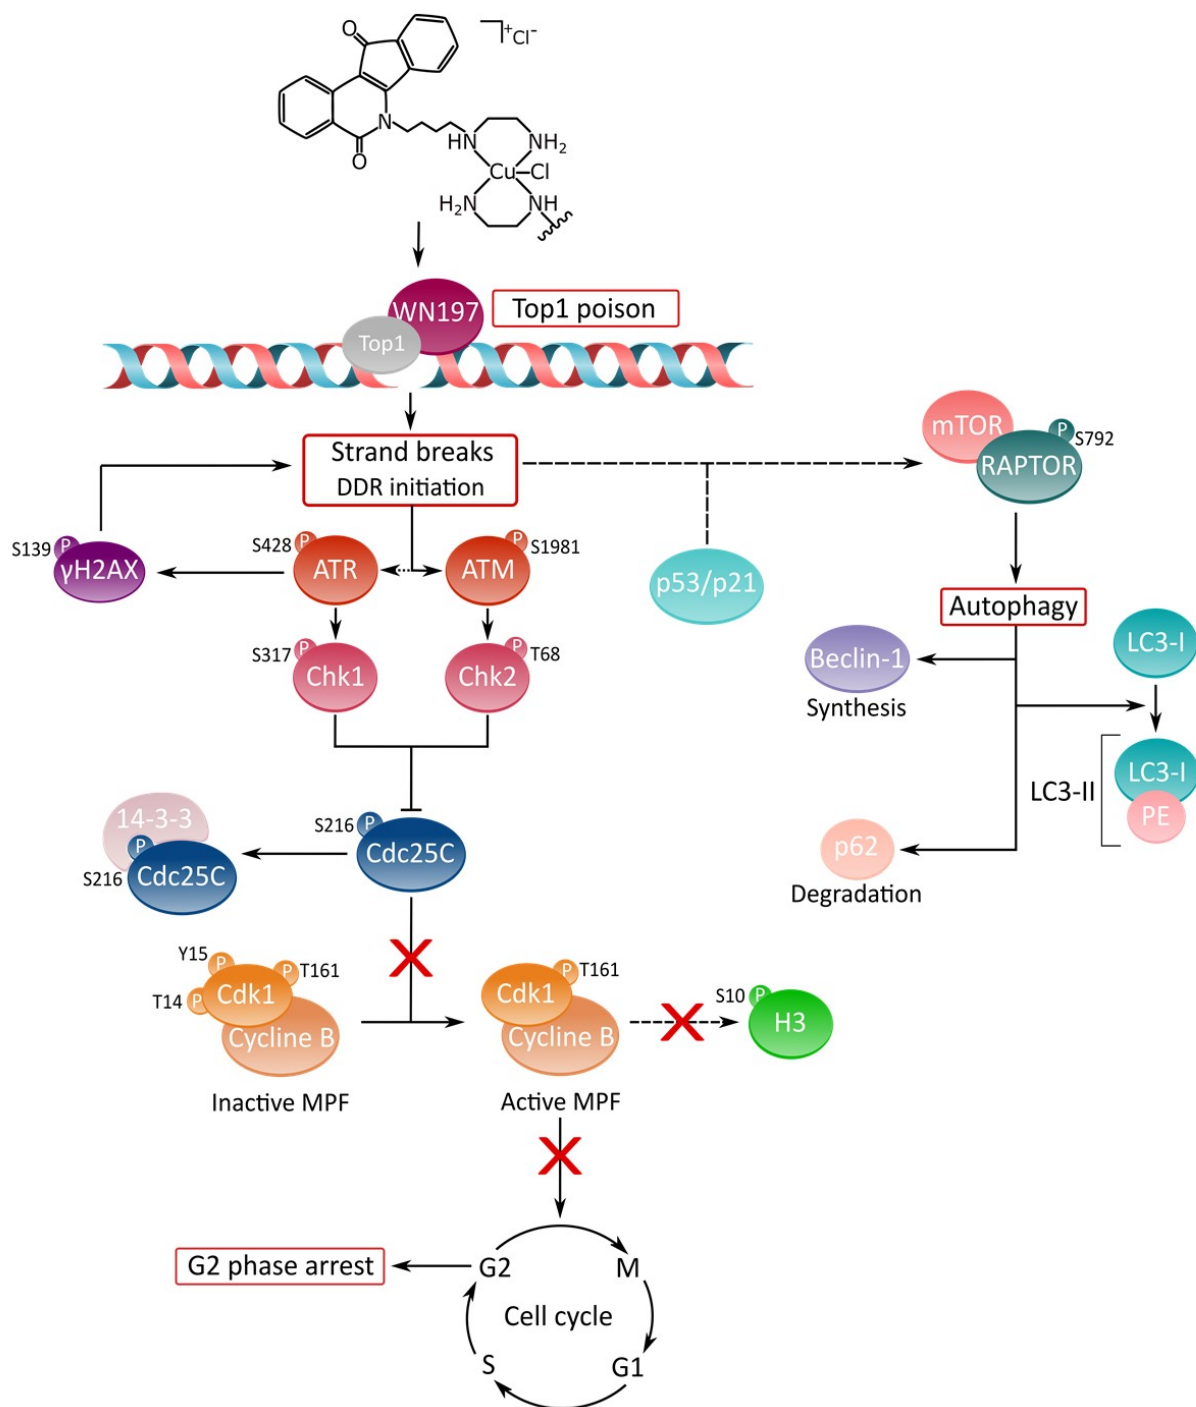 O
⁺Cl⁻
N
O
HN
NH₂
Cu
Cl
H₂N
NH
WN197
Top1 poison
Top1
mTOR
P
S792
RAPTOR
Strand breaks
DDR initiation
S139
P
γH2AX
S428
P
ATR
P
S1981
ATM
p53/p21
Autophagy
S317
P
Chk1
P
T68
Chk2
Beclin-1
Synthesis
LC3-I
LC3-II
LC3-I
PE
14-3-3
P
S216
Cdc25C
S216
P
Cdc25C
p62
Degradation
Y15
P
P
T161
T14
P
Cdk1
Cycline B
Inactive MPF
P
T161
Cdk1
Cycline B
Active MPF
S10
P
H3
G2 phase arrest
G2
M
Cell cycle
S
G1